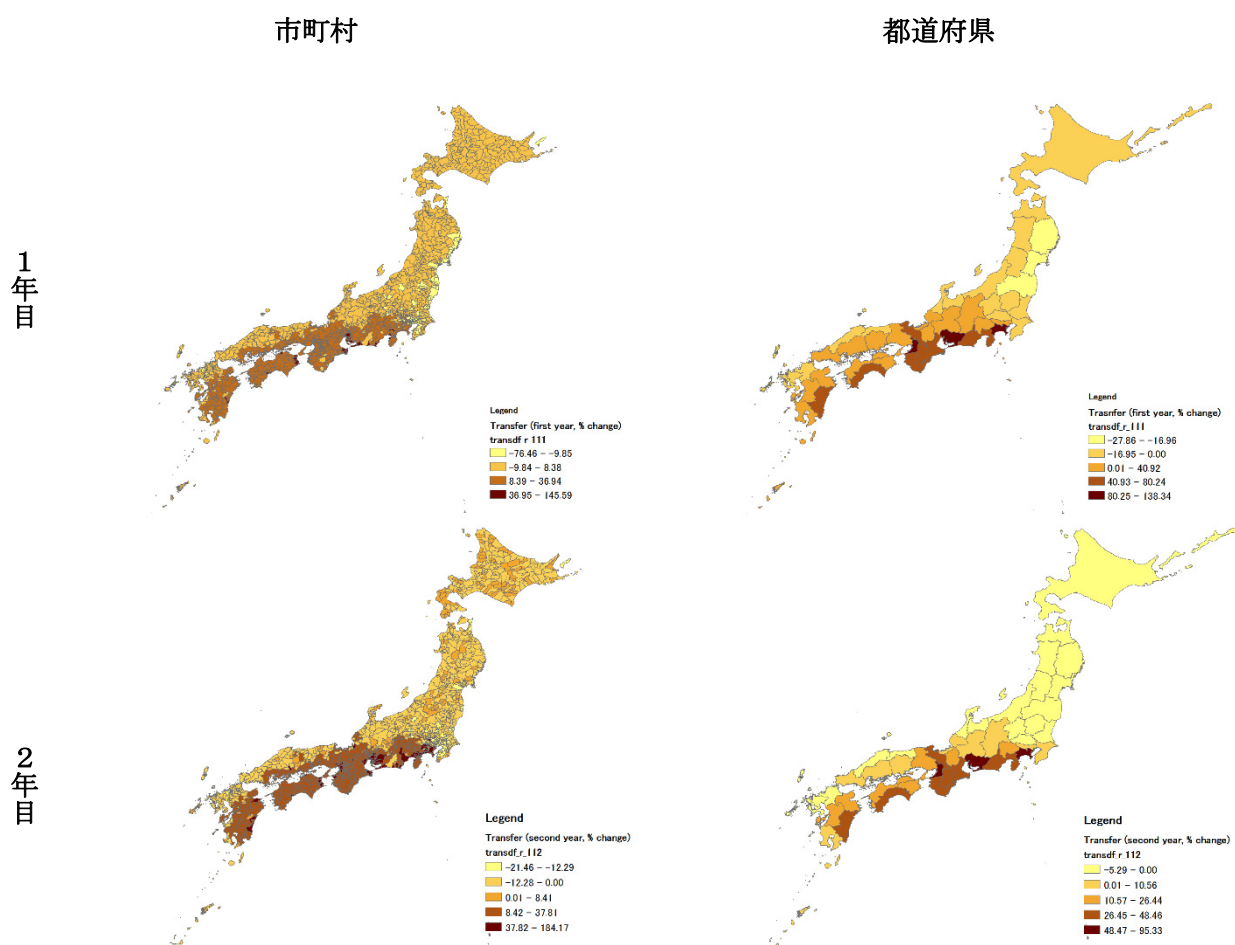 市町村
都道府県
1年目
Legend
Transfer (first year, % change)
transdf r 111
-76.46 - -9.85
-9.84 - 8.38
8.39 - 36.94
36.95 - 145.59
Legend
Trasnfer (first year, % change)
transdf_r_111
-27.86 - -16.96
-16.95 - 0.00
0.01 - 40.92
40.93 - 80.24
80.25 - 138.34
2年目
Legend
Transfer (second year, % change)
transdf_r_112
-21.46 - -12.29
-12.28 - 0.00
0.01 - 8.41
8.42 - 37.81
37.82 - 184.17
Legend
Transfer (second year, % change)
transdf r 112
-5.29 - 0.00
0.01 - 10.56
10.57 - 26.44
26.45 - 48.46
48.47 - 95.33